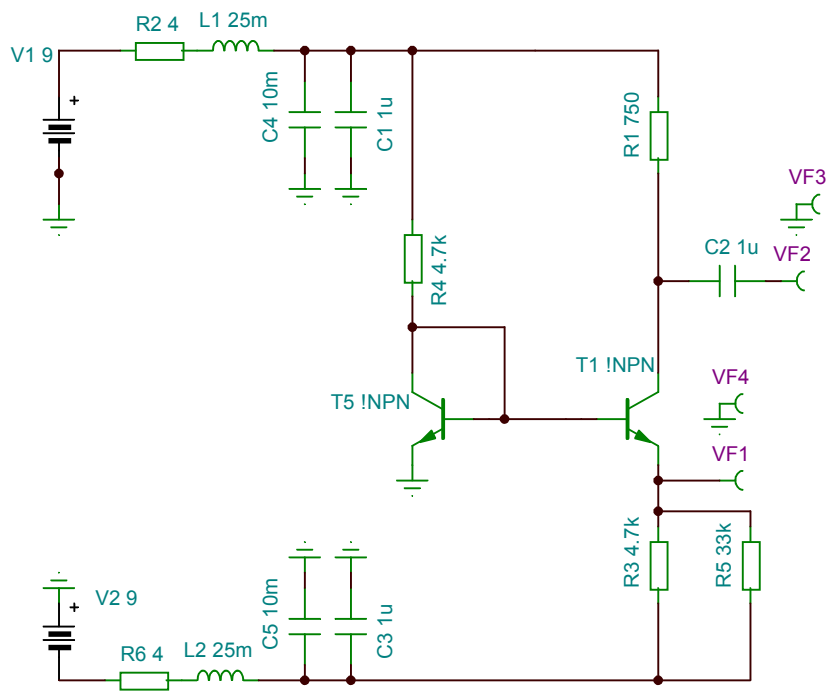 R2 4
L1 25m
V1 9
+
C4 10m
C1 1u
R1 750
VF3
C2 1u
VF2
R4 4.7k
T1 !NPN
VF4
T5 !NPN
VF1
R3 4.7k
R5 33k
V2 9
+
C5 10m
C3 1u
R6 4
L2 25m